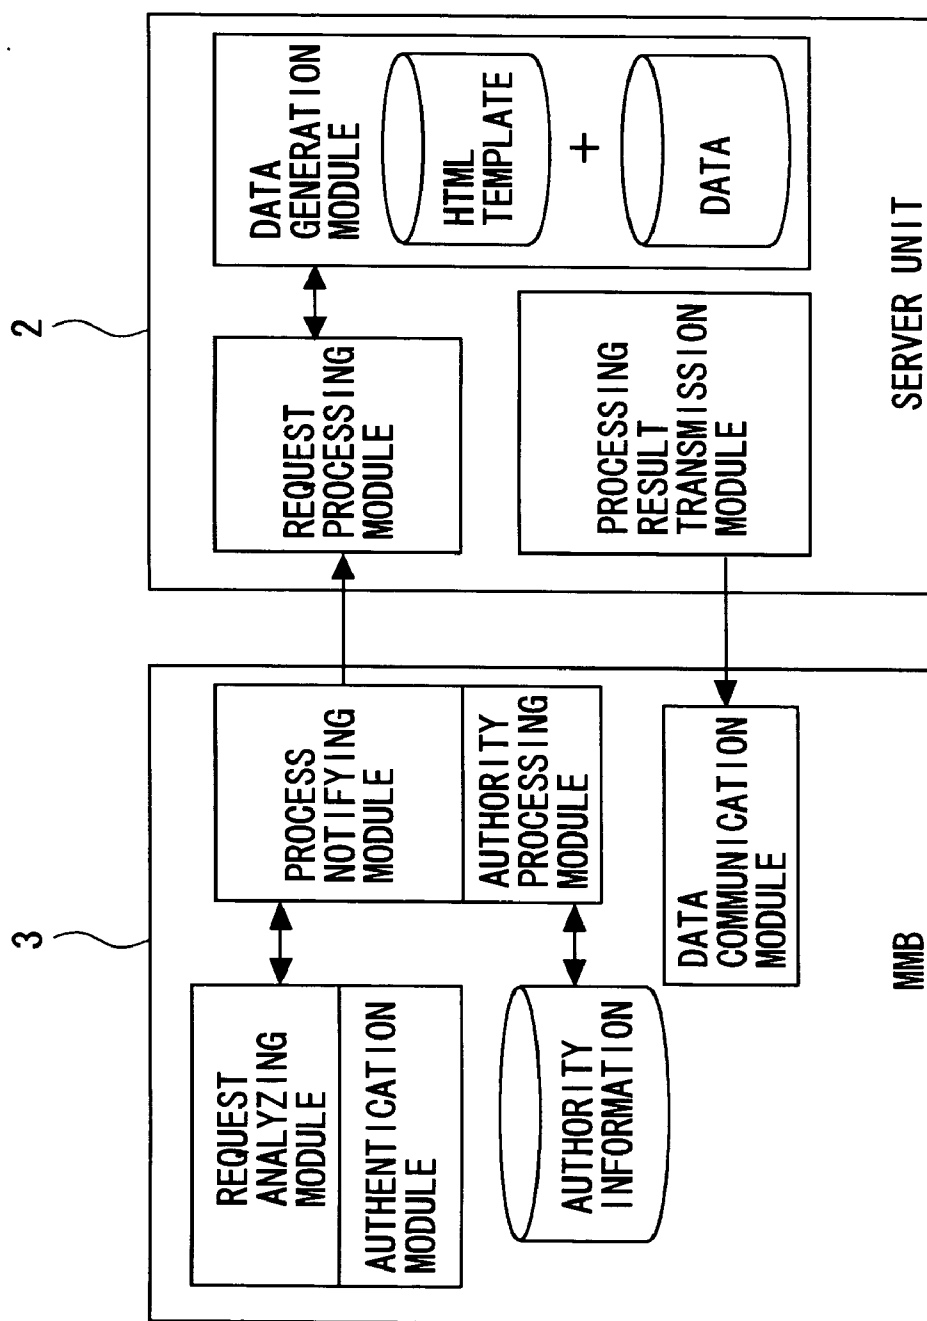 3
REQUEST
ANALYZING
MODULE
AUTHENTICATION
MODULE
AUTHORITY
INFORMATION
PROCESS
NOTIFYING
MODULE
AUTHORITY
PROCESSING
MODULE
DATA
COMMUNICATION
MODULE
MMB
2
REQUEST
PROCESSING
MODULE
PROCESSING
RESULT
TRANSMISSION
MODULE
DATA
GENERATION
MODULE
HTML
TEMPLATE
+
DATA
SERVER UNIT